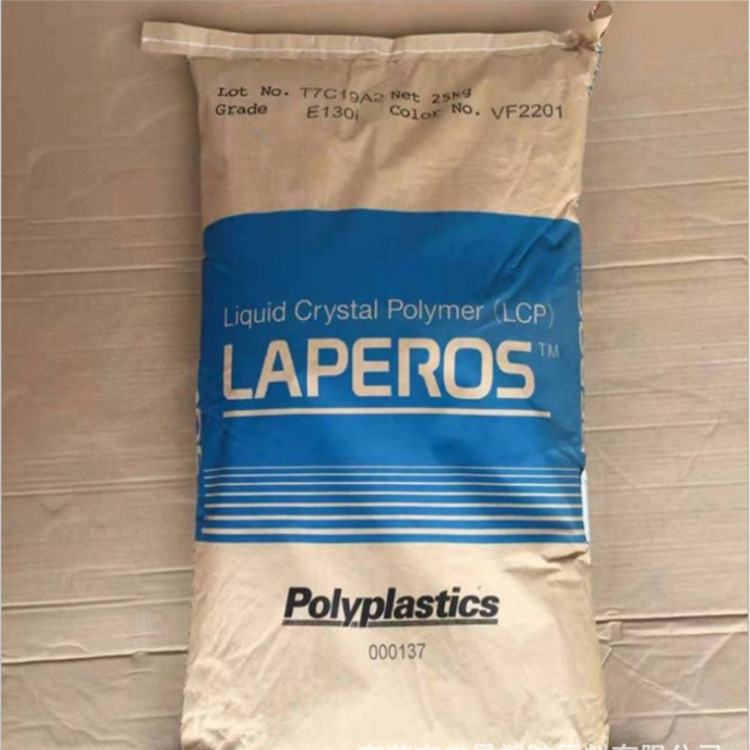 Lot No. T7C19A2 Net 25kg
Grade E130i Color No. VF2201
Liquid Crystal Polymer (LCP)
LAPEROS™
Polyplastics
000137